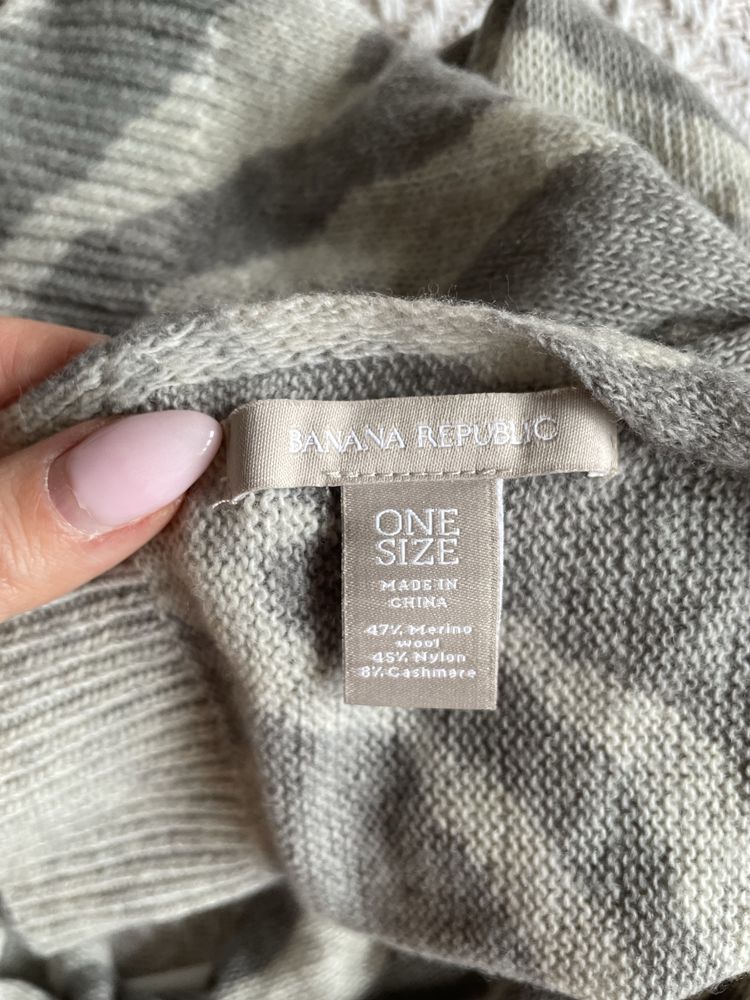 BANANA REPUBLIC
ONE
SIZE
MADE IN
CHINA
47% Merino
wool
45% Nylon
8% Cashmere